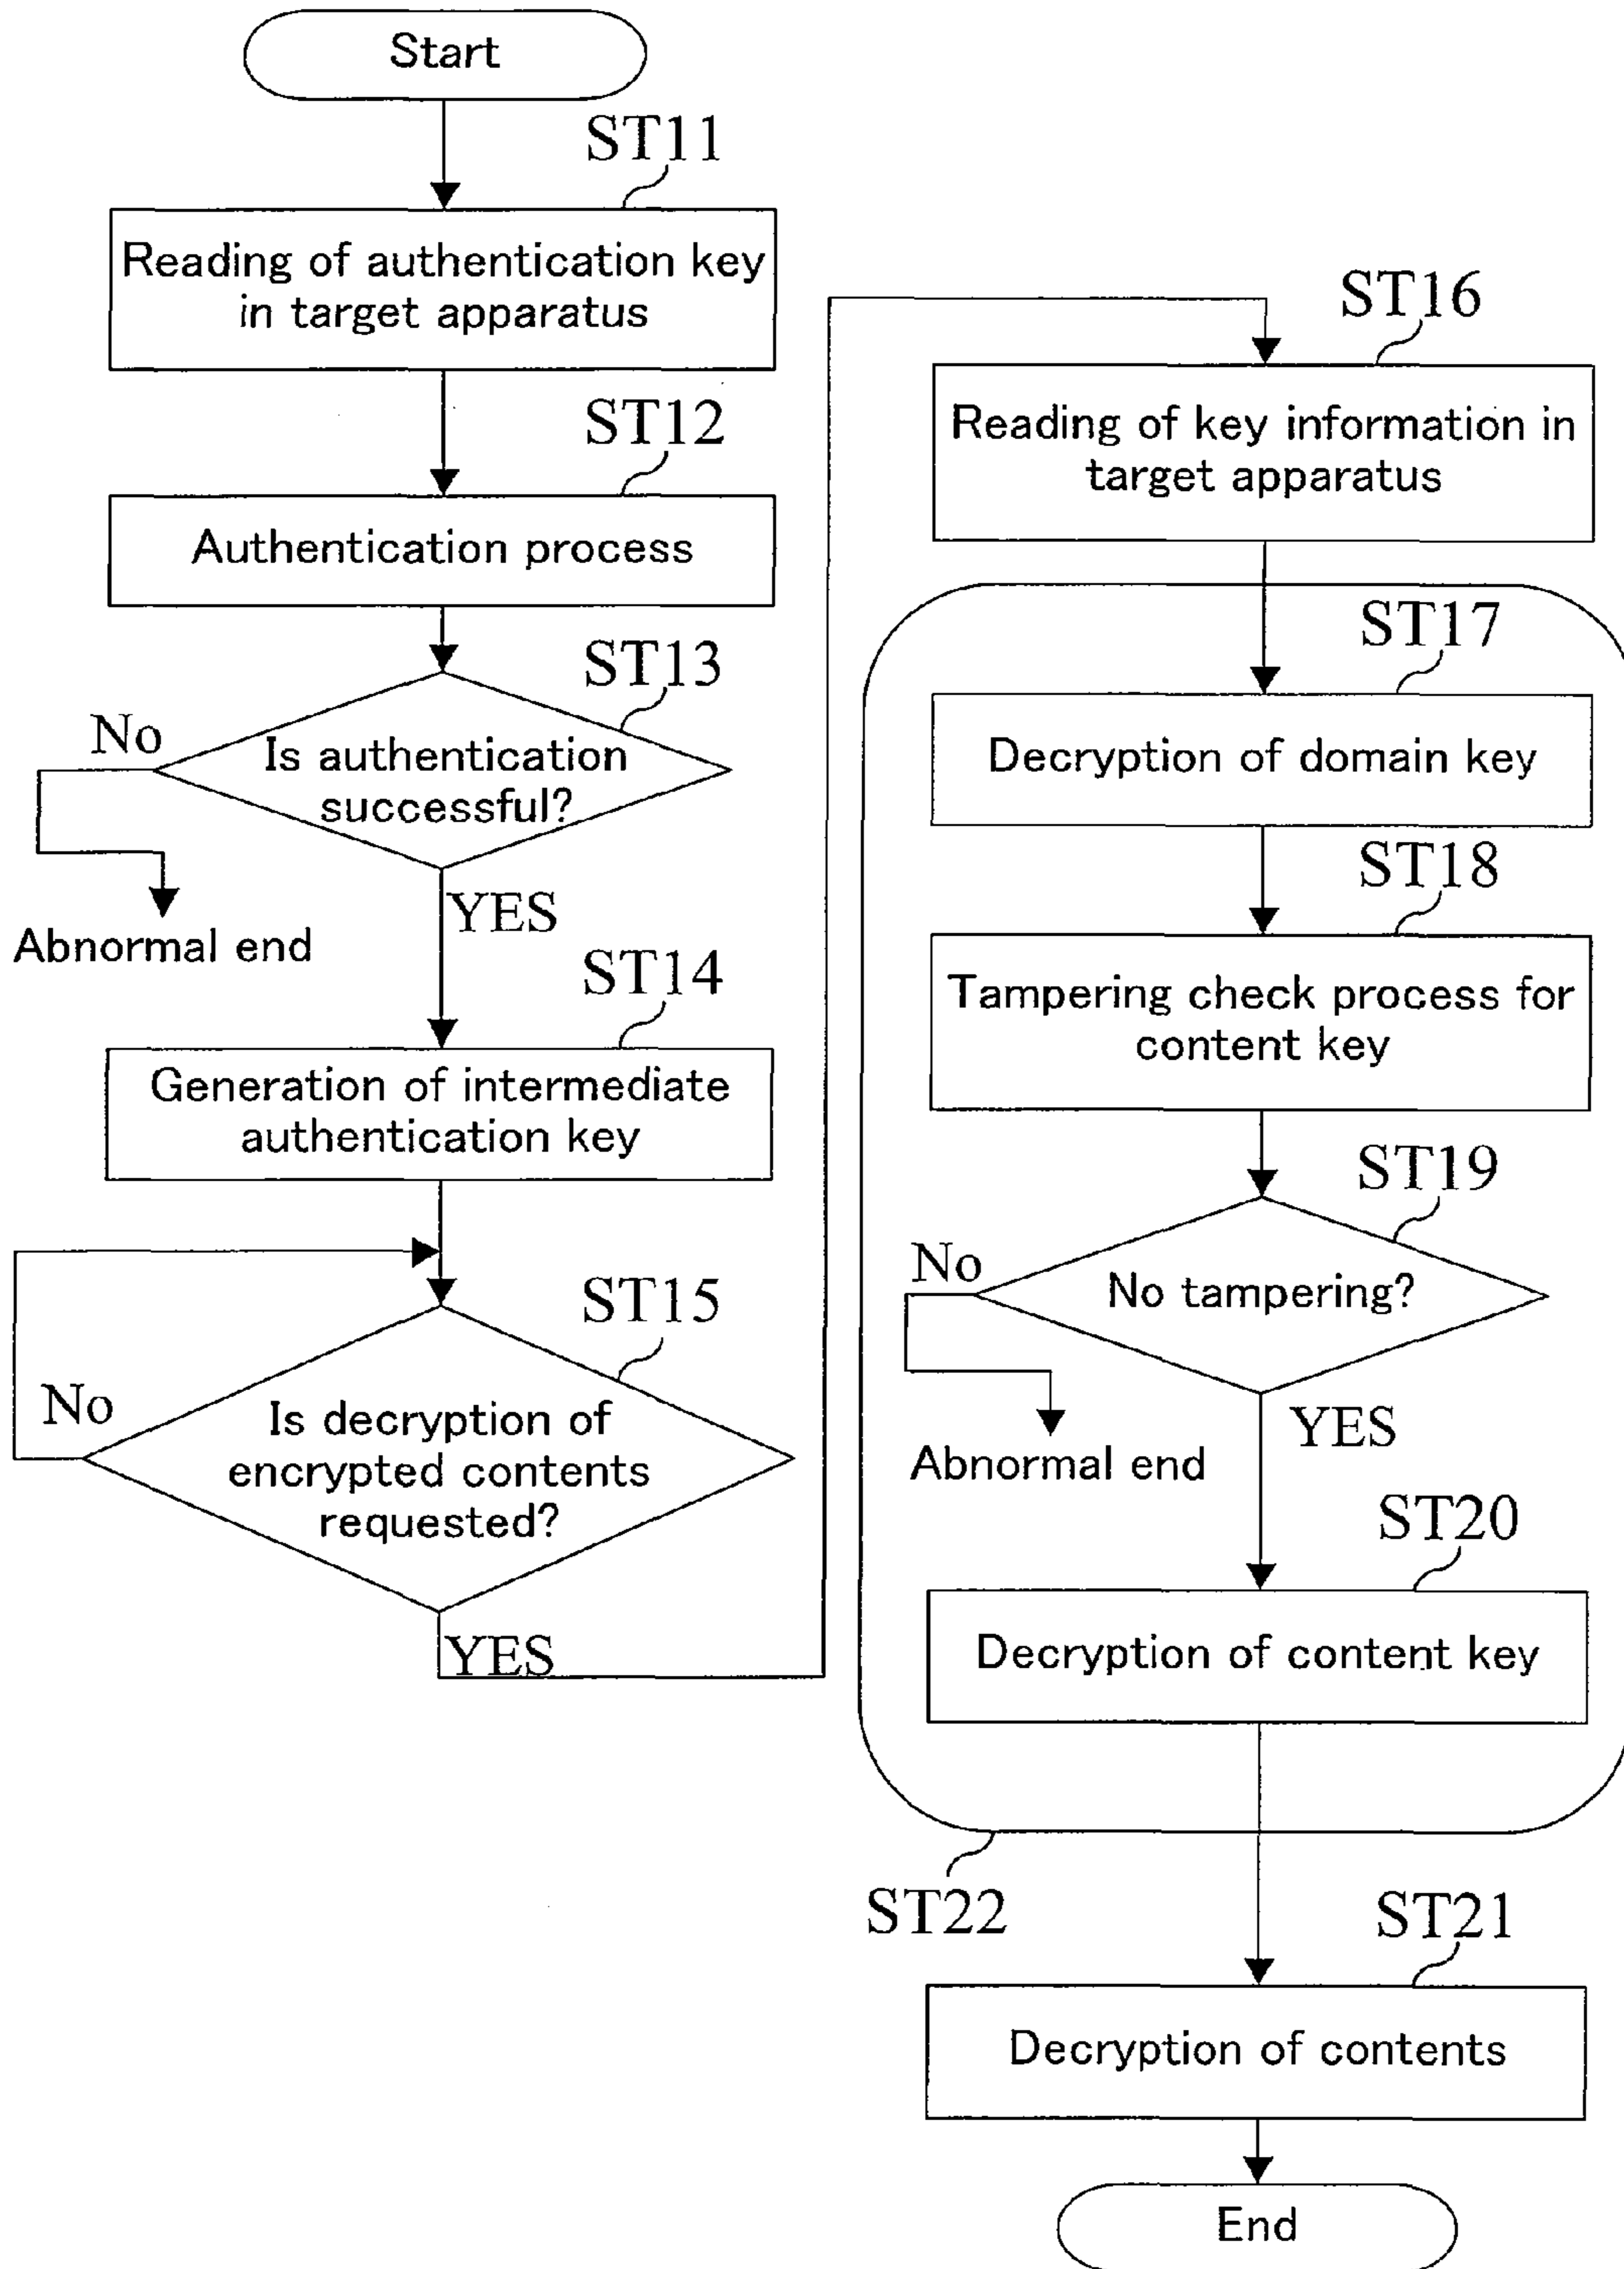 Start
ST11
Reading of authentication key
in target apparatus
ST12
Authentication process
ST13
No
Is authentication
successful?
YES
Abnormal end
ST14
Generation of intermediate
authentication key
ST15
No
Is decryption of
encrypted contents
requested?
YES
ST16
Reading of key information in
target apparatus
ST17
Decryption of domain key
ST18
Tampering check process for
content key
ST19
No
No tampering?
YES
Abnormal end
ST20
Decryption of content key
ST22
ST21
Decryption of contents
End